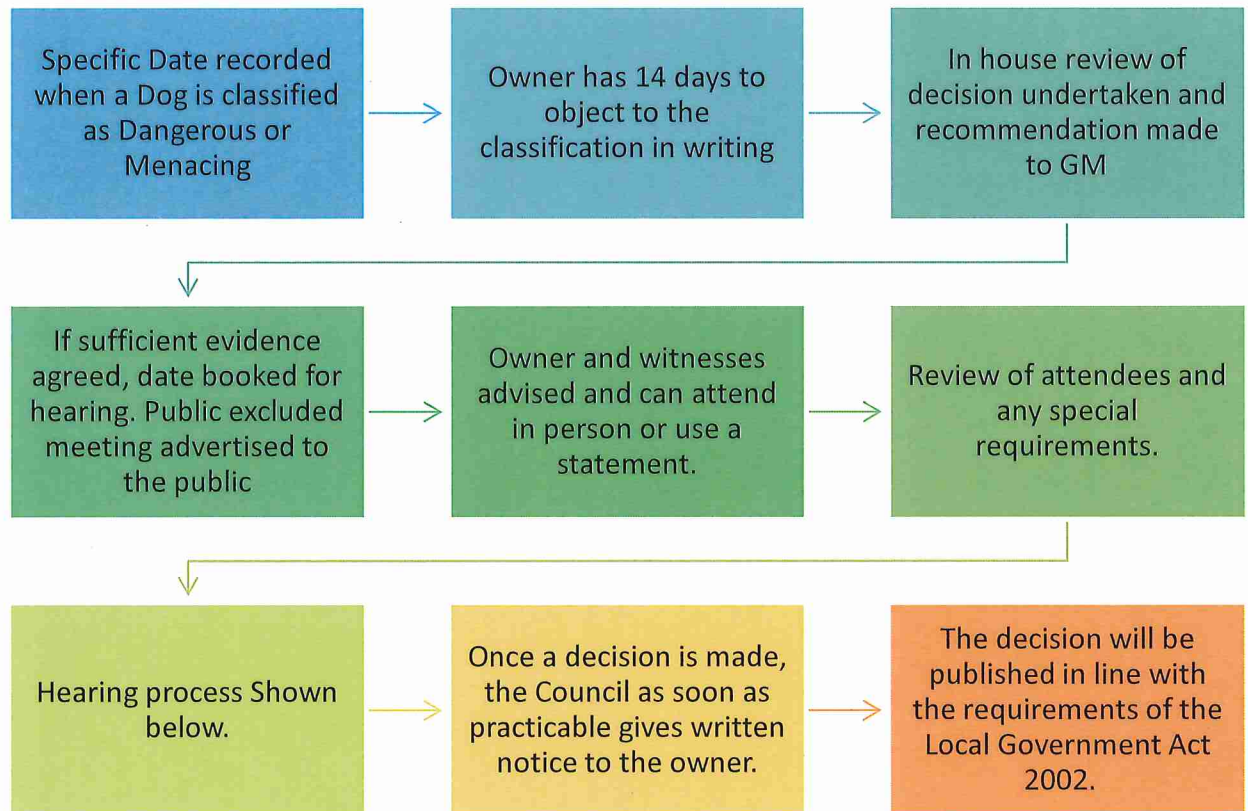 Specific Date recorded
when a Dog is classified
as Dangerous or
Menacing
Owner has 14 days to
object to the
classification in writing
In house review of
decision undertaken and
recommendation made
to GM
If sufficient evidence
agreed, date booked for
hearing. Public excluded
meeting advertised to
the public
Owner and witnesses
advised and can attend
in person or use a
statement.
Review of attendees and
any special
requirements.
Hearing process Shown
below.
Once a decision is made,
the Council as soon as
practicable gives written
notice to the owner.
The decision will be
published in line with
the requirements of the
Local Government Act
2002.